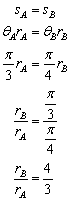 s_A = s_B
θ_A r_A = θ_B r_B
π/3 r_A = π/4 r_B
r_B/r_A = (π/3)/(π/4)
r_B/r_A = 4/3